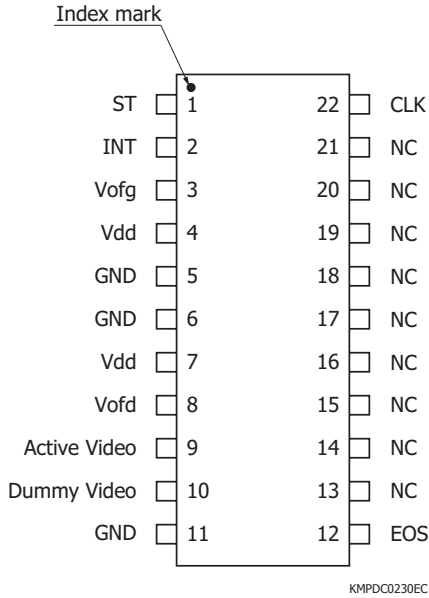 Index mark
ST 1 22 CLK
INT 2 21 NC
Vofg 3 20 NC
Vdd 4 19 NC
GND 5 18 NC
GND 6 17 NC
Vdd 7 16 NC
Vofd 8 15 NC
Active Video 9 14 NC
Dummy Video 10 13 NC
GND 11 12 EOS
KMPDC0230EC